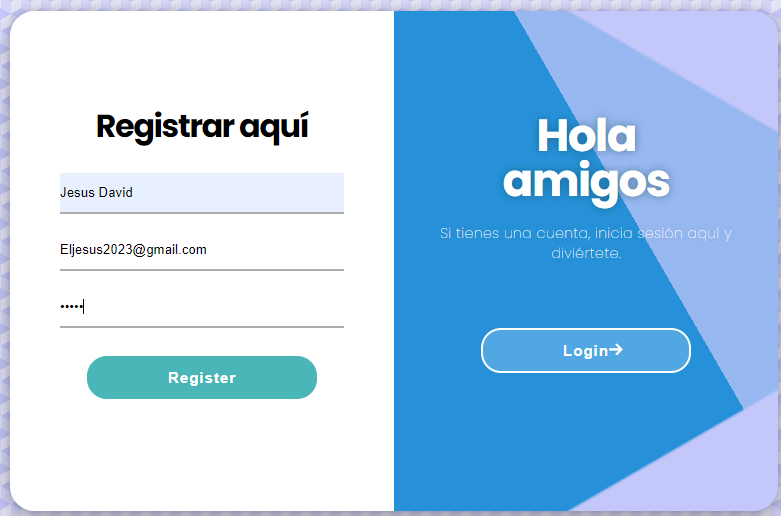 Registrar aquí
Jesus David
Eljesus2023@gmail.com
•••••
Register
Hola
amigos
Si tienes una cuenta, inicia sesión aquí y
diviértete.
Login→